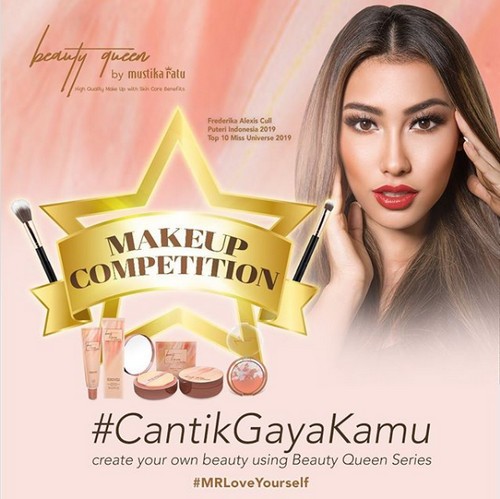 beauty queen
by mustika ratu
High Quality Make Up with Skin Care Benefits
Frederika Alexis Cull
Puteri Indonesia 2019
Top 10 Miss Universe 2019
MAKEUP
COMPETITION
#CantikGayaKamu
create your own beauty using Beauty Queen Series
#MRLoveYourself